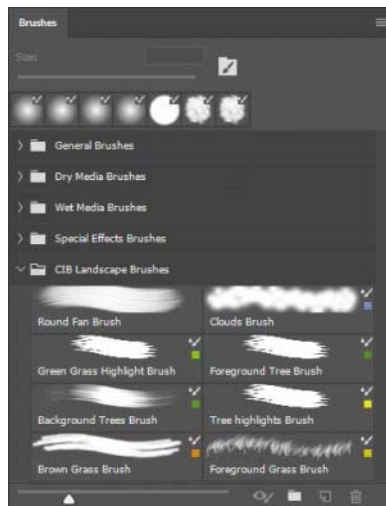 Brushes
Size:
General Brushes
Dry Media Brushes
Wet Media Brushes
Special Effects Brushes
CIB Landscape Brushes
Round Fan Brush
Clouds Brush
Green Grass Highlight Brush
Foreground Tree Brush
Background Trees Brush
Tree highlights Brush
Brown Grass Brush
Foreground Grass Brush